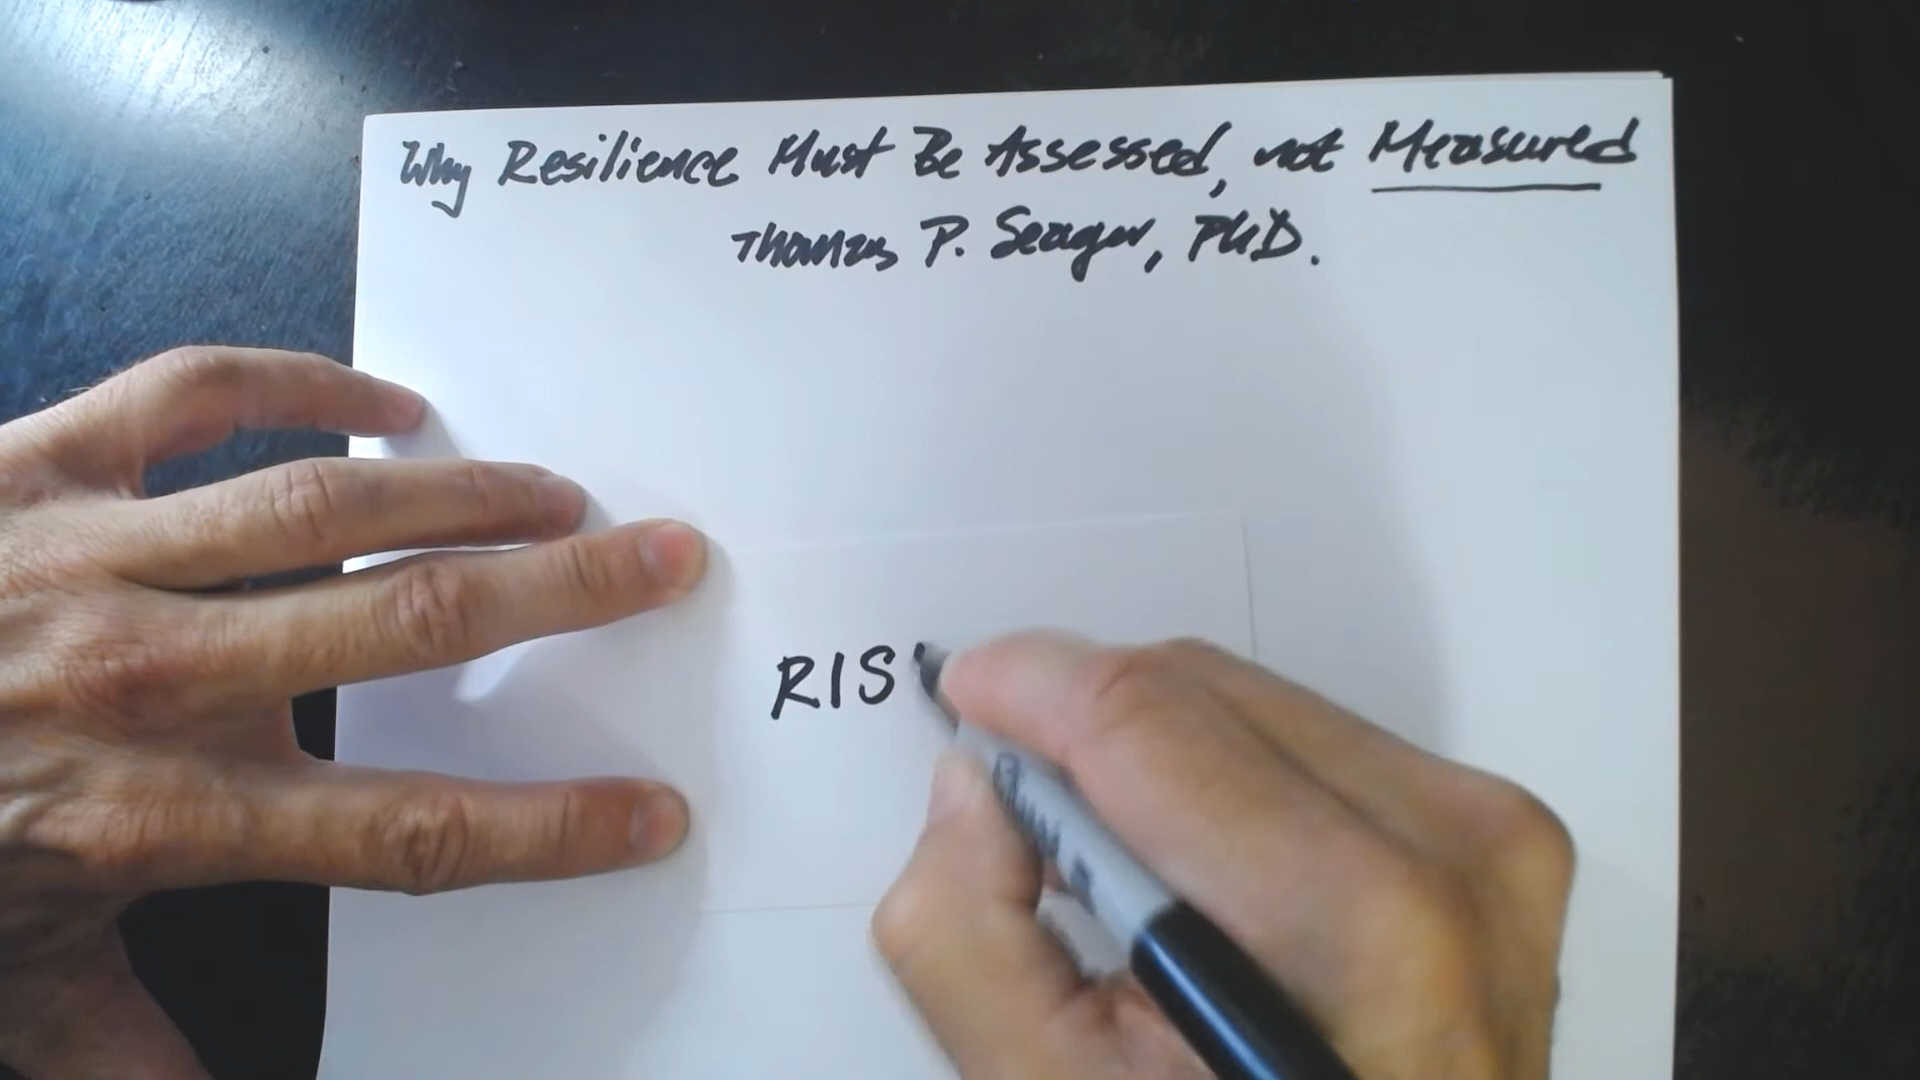 Why Resilience Must Be Assessed, not Measured
Thomas P. Seager, PhD.
RIS